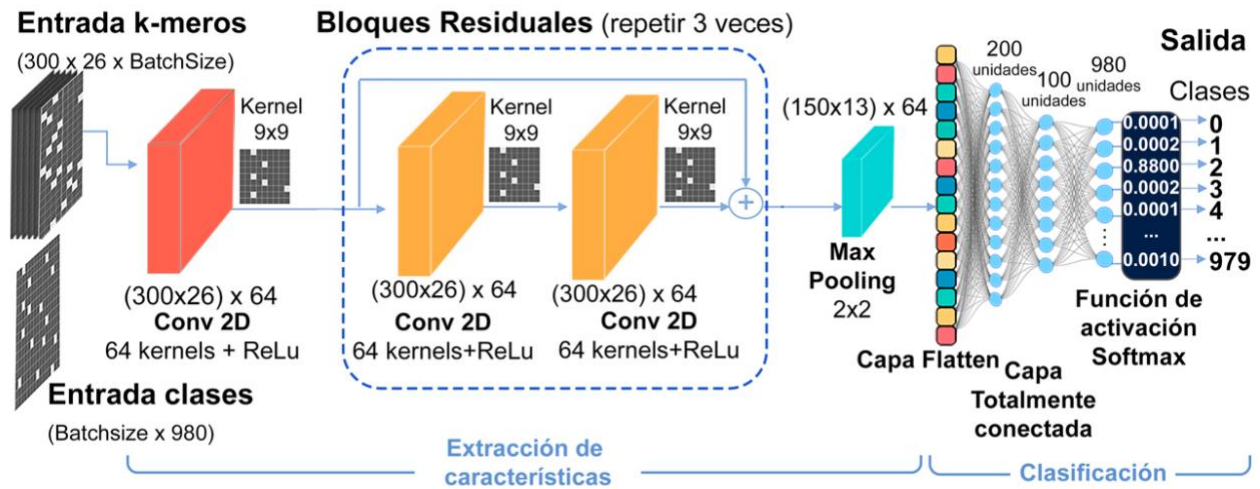 Entrada k-meros
(300 x 26 x BatchSize)
Bloques Residuales (repetir 3 veces)
Kernel
9x9
Kernel
9x9
Kernel
9x9
(300x26) x 64
Conv 2D
64 kernels + ReLu
(300x26) x 64
Conv 2D
64 kernels+ReLu
(300x26) x 64
Conv 2D
64 kernels+ReLu
+
(150x13) x 64
Max
Pooling
2x2
Capa Flatten
200
unidades
100
unidades
980
unidades
Capa
Totalmente
conectada
0.0001
0.0002
0.8800
0.0002
0.0001
...
0.0010
Función de
activación
Softmax
Salida
Clases
0
1
2
3
4
...
979
Entrada clases
(Batchsize x 980)
Extracción de
características
Clasificación